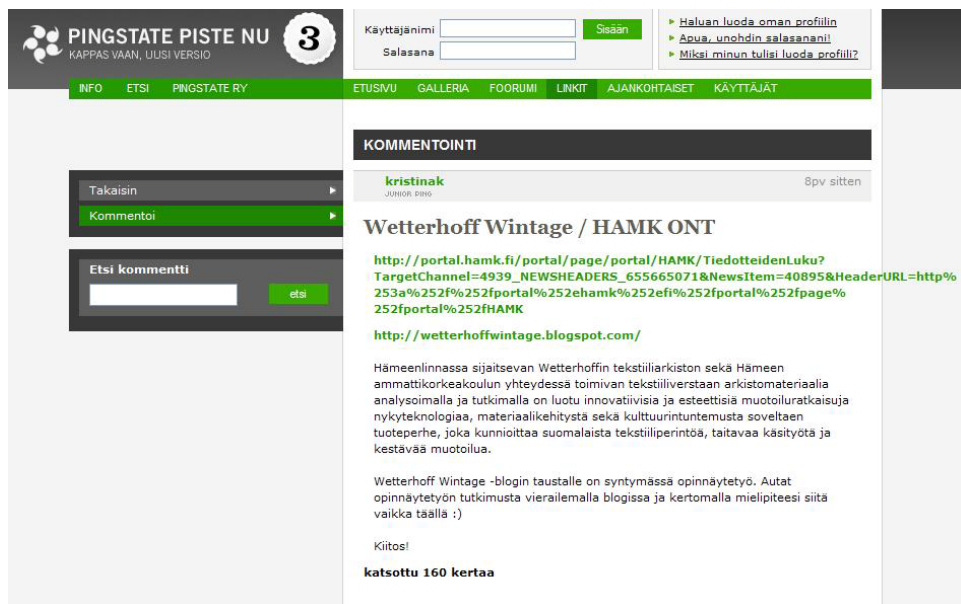 PINGSTATE PISTE NU
KAPPAS VAAN, UUSI VERSIO
3
Käyttäjänimi
Sisään
Salasana
Haluan luoda oman profiilin
Apua, unohdin salasanani!
Miksi minun tulisi luoda profiili?
INFO ETSI PINGSTATE RY
ETUSIVU GALLERIA FOORUMI LINKIT AJANKOHTAISET KÄYTTÄJÄT
Takaisin
Kommentoi
Etsi kommentti
etsi
KOMMENTOINTI
kristinak 8pv sitten
JUNIOR PING
Wetterhoff Wintage / HAMK ONT
http://portal.hamk.fi/portal/page/portal/HAMK/TiedotteidenLuku?
TargetChannel=4939_NEWSHEADERS_655665071&NewsItem=40895&HeaderURL=http%
253a%252f%252fportal%252ehamk%252efi%252fportal%252fpage%
252fportal%252fHAMK
http://wetterhoffwintage.blogspot.com/
Hämeenlinnassa sijaitsevan Wetterhoffin tekstiiliarkiston sekä Hämeen
ammattikorkeakoulun yhteydessä toimivan tekstiiliverstaan arkistomateriaalia
analysoimalla ja tutkimalla on luotu innovatiivisia ja esteettisiä muotoiluratkaisuja
nykyteknologiaa, materiaalikehitystä sekä kulttuurintuntemusta soveltaen
tuoteperhe, joka kunnioittaa suomalaista tekstiiliperintöä, taitavaa käsityötä ja
kestävää muotoilua.
Wetterhoff Wintage -blogin taustalle on syntymässä opinnäytetyö. Autat
opinnäytetyön tutkimusta vierailemalla blogissa ja kertomalla mielipiteesi siitä
vaikka täällä :)
Kiitos!
katsottu 160 kertaa